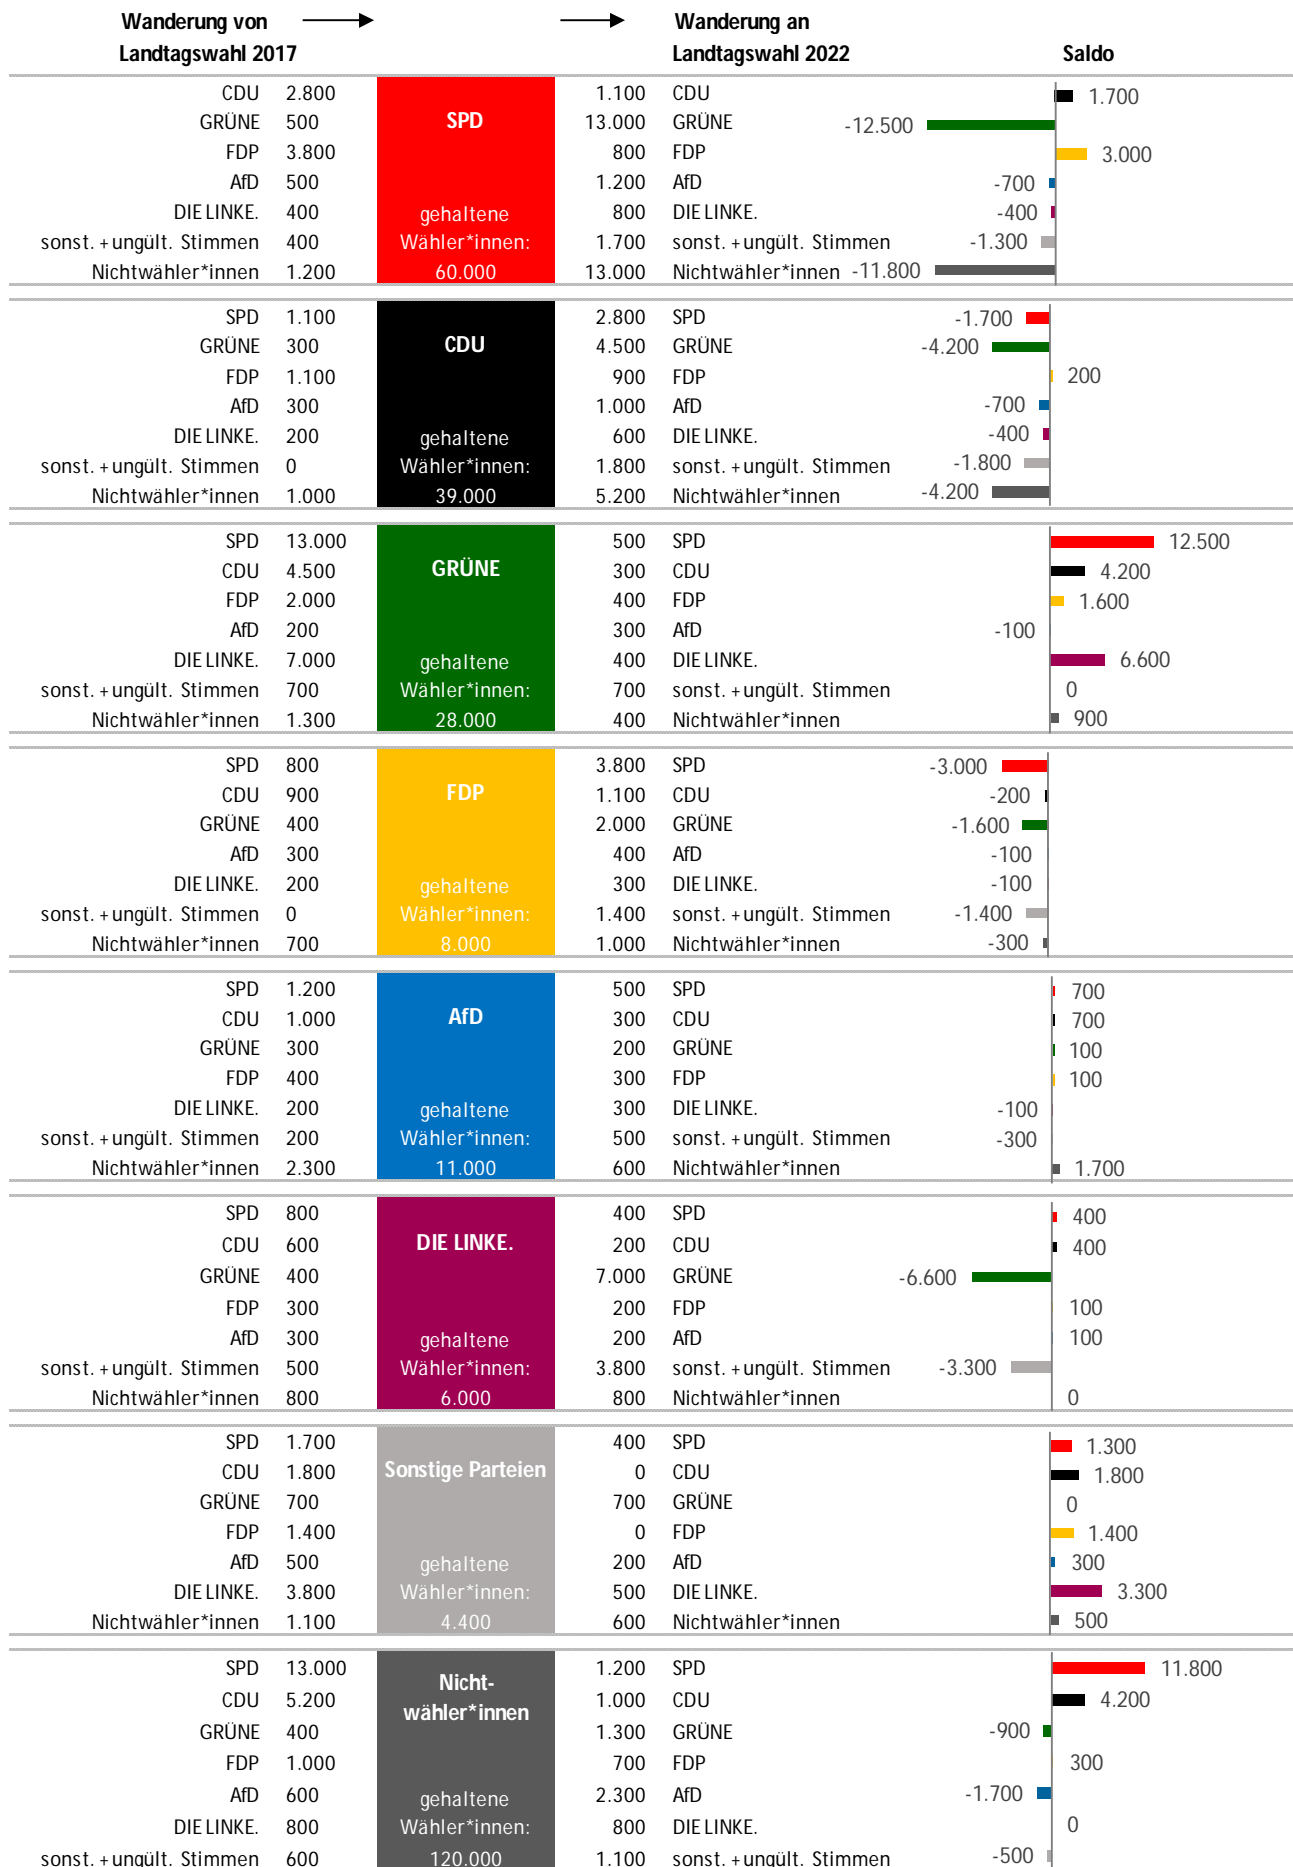 Wanderung von Wanderung an
Landtagswahl 2017 Landtagswahl 2022 Saldo
CDU 2.800 1.100 CDU 1.700
GRÜNE 500 SPD 13.000 GRÜNE -12.500
FDP 3.800 800 FDP 3.000
AfD 500 1.200 AfD -700
DIE LINKE. 400 gehaltene 800 DIE LINKE. -400
sonst. +ungült. Stimmen 400 Wähler*innen: 1.700 sonst. +ungült. Stimmen -1.300
Nichtwähler*innen 1.200 60.000 13.000 Nichtwähler*innen -11.800
SPD 1.100 2.800 SPD -1.700
GRÜNE 300 CDU 4.500 GRÜNE -4.200
FDP 1.100 900 FDP 200
AfD 300 1.000 AfD -700
DIE LINKE. 200 gehaltene 600 DIE LINKE. -400
sonst. +ungült. Stimmen 0 Wähler*innen: 1.800 sonst. +ungült. Stimmen -1.800
Nichtwähler*innen 1.000 39.000 5.200 Nichtwähler*innen -4.200
SPD 13.000 500 SPD 12.500
CDU 4.500 GRÜNE 300 CDU 4.200
FDP 2.000 400 FDP 1.600
AfD 200 300 AfD -100
DIE LINKE. 7.000 gehaltene 400 DIE LINKE. 6.600
sonst. +ungült. Stimmen 700 Wähler*innen: 700 sonst. +ungült. Stimmen 0
Nichtwähler*innen 1.300 28.000 400 Nichtwähler*innen 900
SPD 800 3.800 SPD -3.000
CDU 900 FDP 1.100 CDU -200
GRÜNE 400 2.000 GRÜNE -1.600
AfD 300 400 AfD -100
DIE LINKE. 200 gehaltene 300 DIE LINKE. -100
sonst. +ungült. Stimmen 0 Wähler*innen: 1.400 sonst. +ungült. Stimmen -1.400
Nichtwähler*innen 700 8.000 1.000 Nichtwähler*innen -300
SPD 1.200 500 SPD 700
CDU 1.000 AfD 300 CDU 700
GRÜNE 300 200 GRÜNE 100
FDP 400 300 FDP 100
DIE LINKE. 200 gehaltene 300 DIE LINKE. -100
sonst. +ungült. Stimmen 200 Wähler*innen: 500 sonst. +ungült. Stimmen -300
Nichtwähler*innen 2.300 11.000 600 Nichtwähler*innen 1.700
SPD 800 400 SPD 400
CDU 600 DIE LINKE. 200 CDU 400
GRÜNE 400 7.000 GRÜNE -6.600
FDP 300 200 FDP 100
AfD 300 gehaltene 200 AfD 100
sonst. +ungült. Stimmen 500 Wähler*innen: 3.800 sonst. +ungült. Stimmen -3.300
Nichtwähler*innen 800 6.000 800 Nichtwähler*innen 0
SPD 1.700 400 SPD 1.300
CDU 1.800 Sonstige Parteien 0 CDU 1.800
GRÜNE 700 700 GRÜNE 0
FDP 1.400 0 FDP 1.400
AfD 500 gehaltene 200 AfD 300
DIE LINKE. 3.800 Wähler*innen: 500 DIE LINKE. 3.300
Nichtwähler*innen 1.100 4.400 600 Nichtwähler*innen 500
SPD 13.000 Nicht- 1.200 SPD 11.800
CDU 5.200 wähler*innen 1.000 CDU 4.200
GRÜNE 400 1.300 GRÜNE -900
FDP 1.000 700 FDP 300
AfD 600 gehaltene 2.300 AfD -1.700
DIE LINKE. 800 Wähler*innen: 800 DIE LINKE. 0
sonst. +ungült. Stimmen 600 120.000 1.100 sonst. +ungült. Stimmen -500